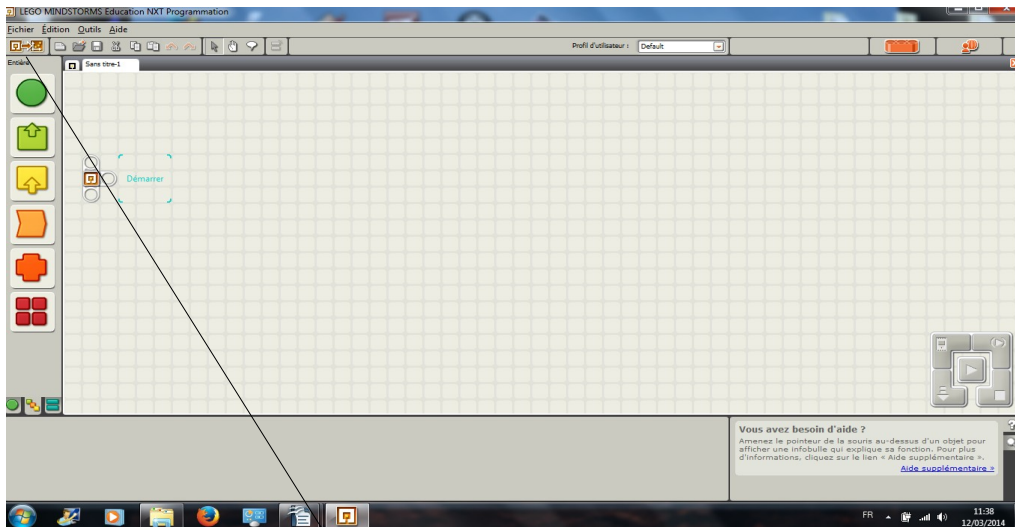 LEGO MINDSTORMS Education NXT Programmation
Fichier Édition Outils Aide
Profil d'utilisateur : Default
Entière
Sans titre-1
Démarrer
Vous avez besoin d'aide ?
Amenez le pointeur de la souris au-dessus d'un objet pour
afficher une infobulle qui explique sa fonction. Pour plus
d'informations, cliquez sur le lien « Aide supplémentaire ».
Aide supplémentaire »
FR
11:38
12/03/2014